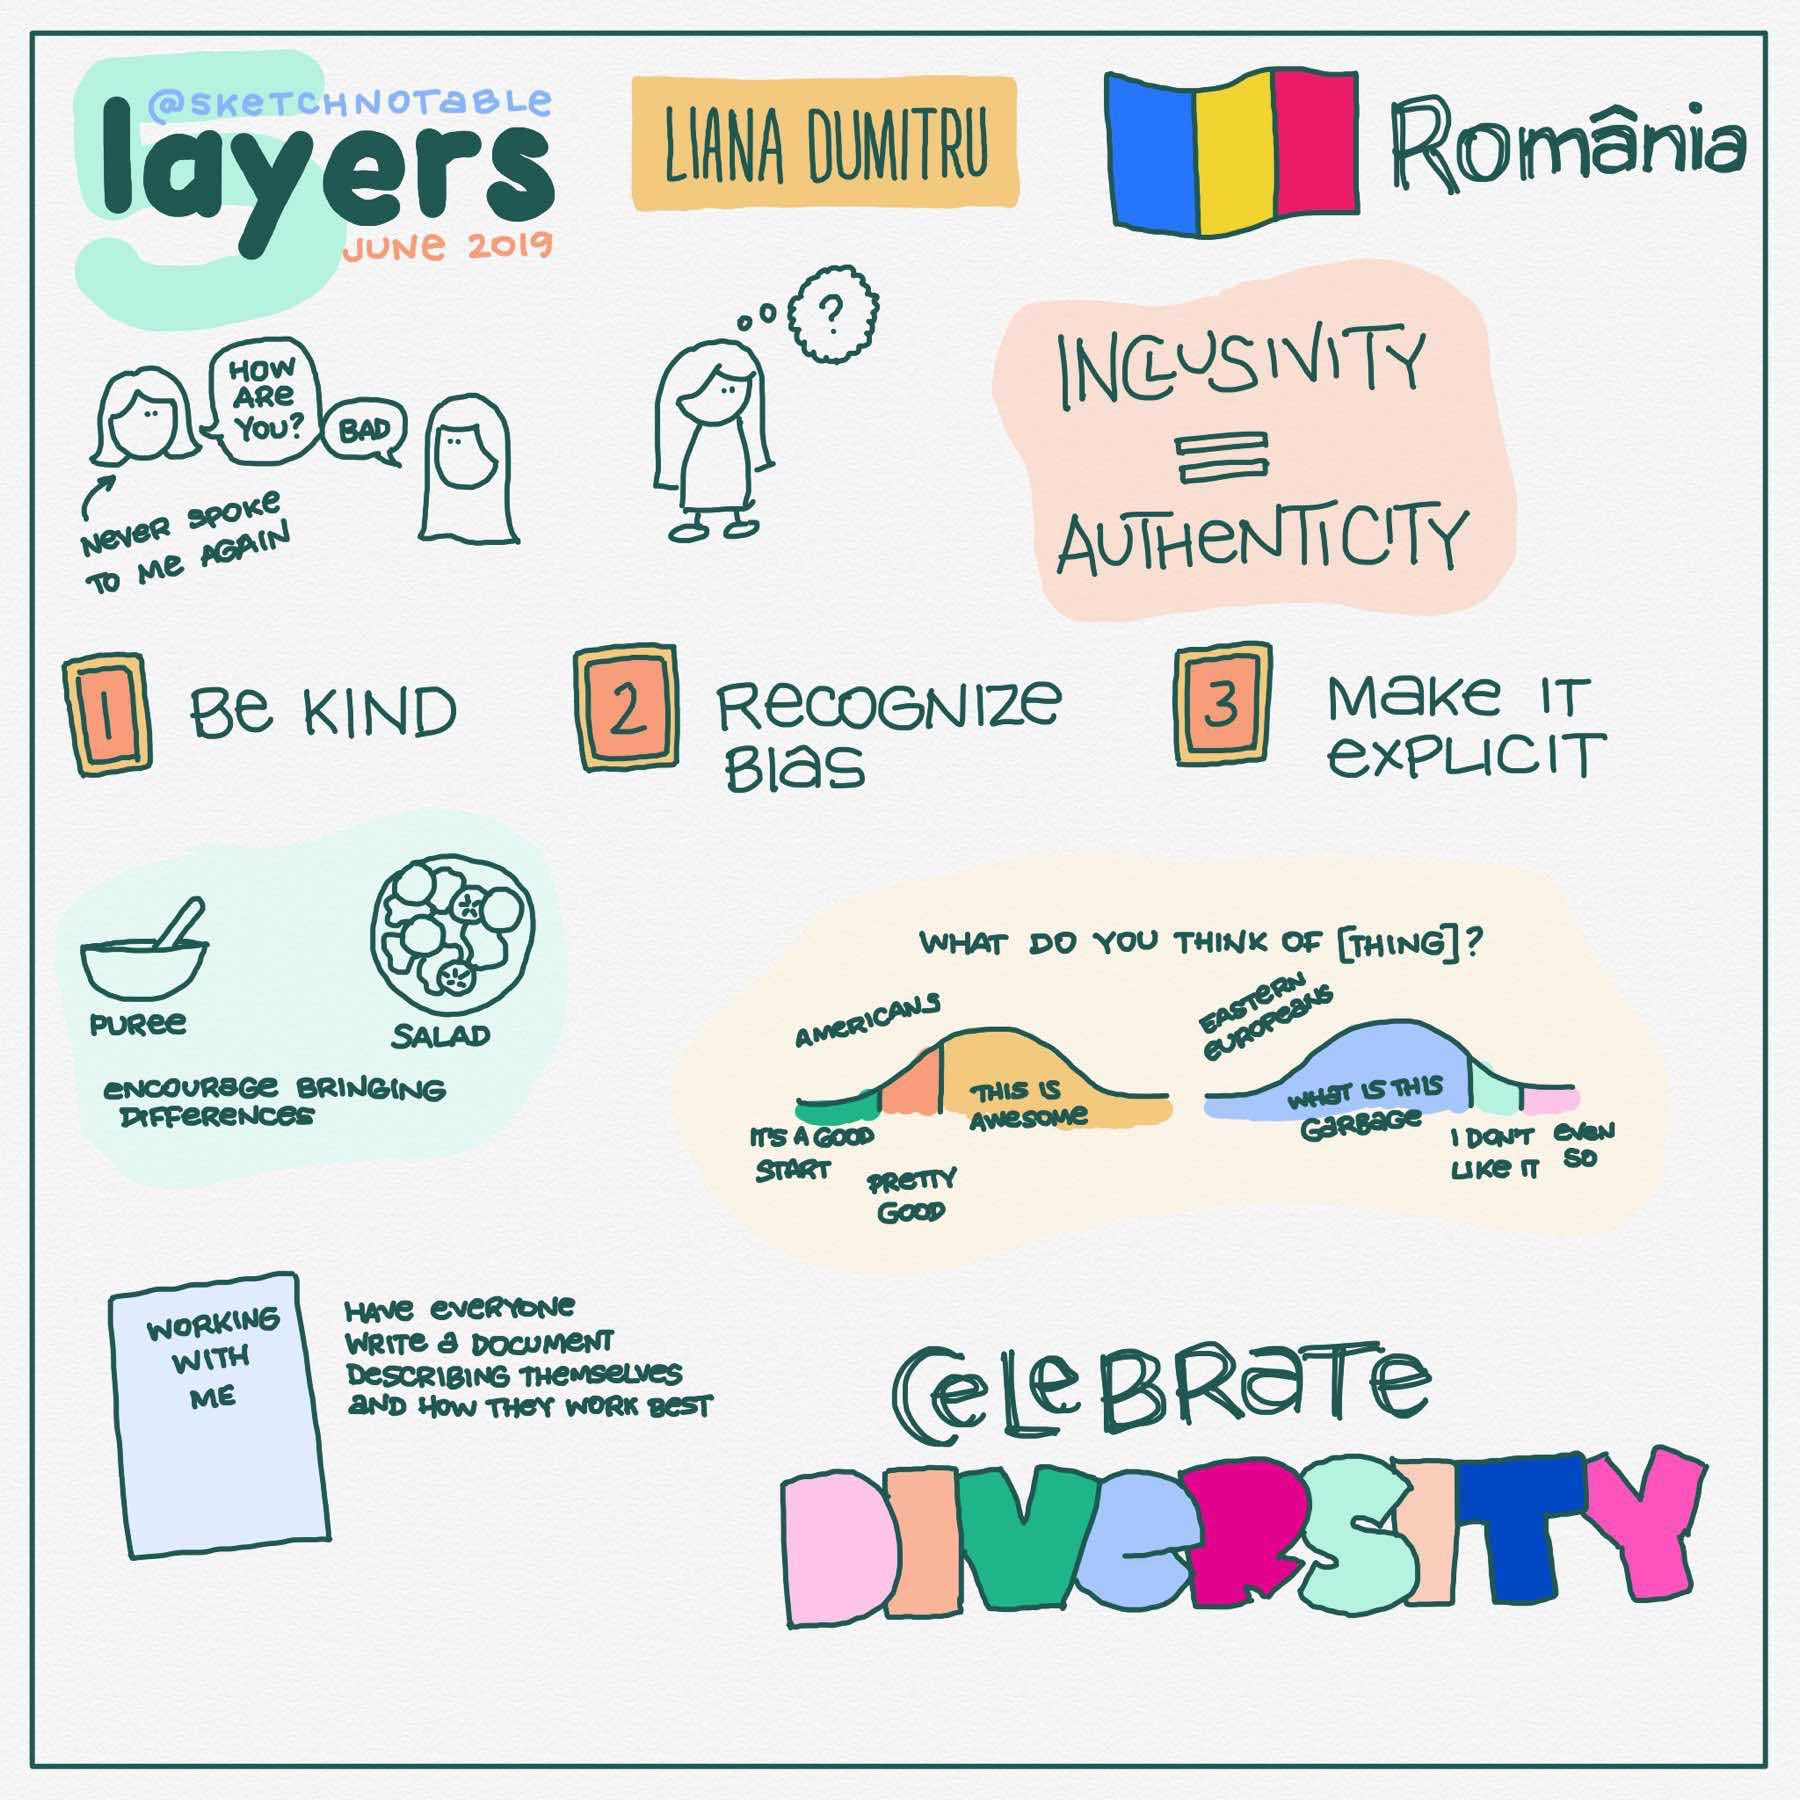 5
@SKETCHNOTABLE
layers
JUNE 2019
LIANA DUMITRU
România
HOW
ARE
YOU?
BAD
NEVER SPOKE
TO ME AGAIN
?
INCLUSIVITY
=
AUTHENTICITY
1
BE KIND
2
RECOGNIZE
BIAS
3
MAKE IT
EXPLICIT
PUREE
SALAD
ENCOURAGE BRINGING
DIFFERENCES
WHAT DO YOU THINK OF [THING]?
AMERICANS
THIS IS
AWESOME
IT'S A GOOD
START
PRETTY
GOOD
EASTERN
EUROPEANS
WHAT IS THIS
GARBAGE
I DON'T
LIKE IT
EVEN
SO
WORKING
WITH
ME
HAVE EVERYONE
WRITE A DOCUMENT
DESCRIBING THEMSELVES
AND HOW THEY WORK BEST
CELEBRATE
DIVERSITY